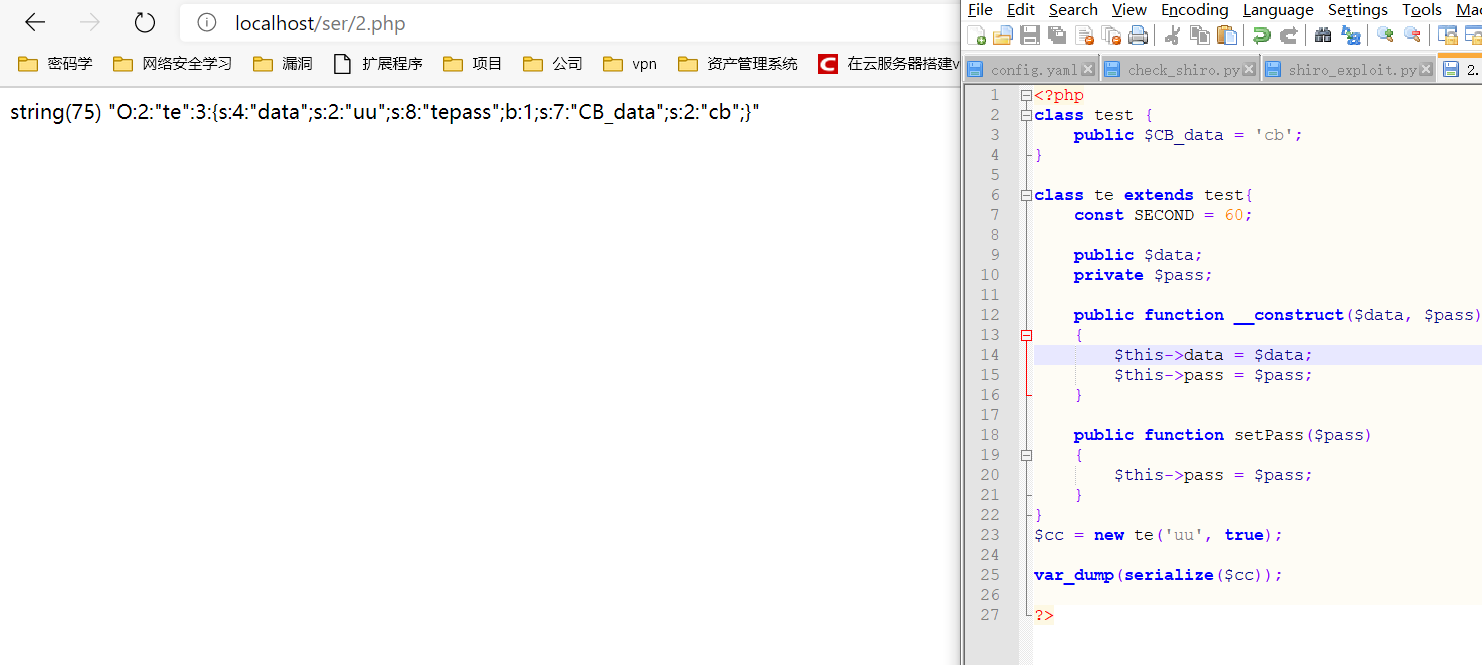 localhost/ser/2.php
密码学 网络安全学习 漏洞 扩展程序 项目 公司 vpn 资产管理系统 C 在云服务器搭建v
string(75) "O:2:"te":3:{s:4:"data";s:2:"uu";s:8:"tepass";b:1;s:7:"CB_data";s:2:"cb";}"
File Edit Search View Encoding Language Settings Tools Mac
config.yaml check_shiro.py shiro_exploit.py 2.
1 <?php
2 class test {
3 public $CB_data = 'cb';
4 }
5
6 class te extends test{
7 const SECOND = 60;
8
9 public $data;
10 private $pass;
11
12 public function __construct($data, $pass)
13 {
14 $this->data = $data;
15 $this->pass = $pass;
16 }
17
18 public function setPass($pass)
19 {
20 $this->pass = $pass;
21 }
22 }
23 $cc = new te('uu', true);
24
25 var_dump(serialize($cc));
26
27 ?>